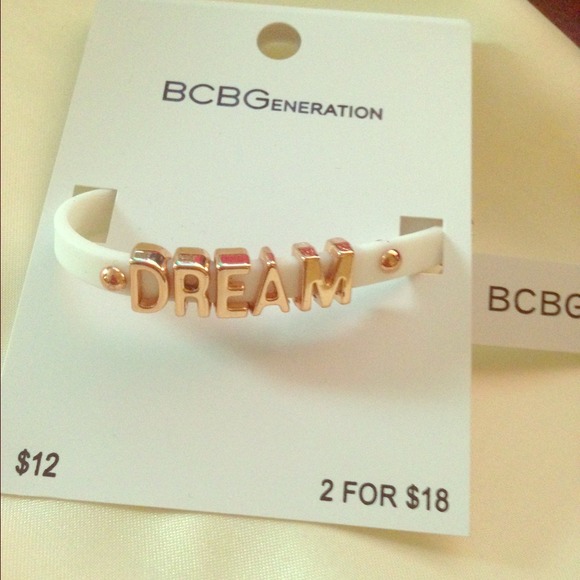 BCBGENERATION
DREAM
BCBG
$12
2 FOR $18